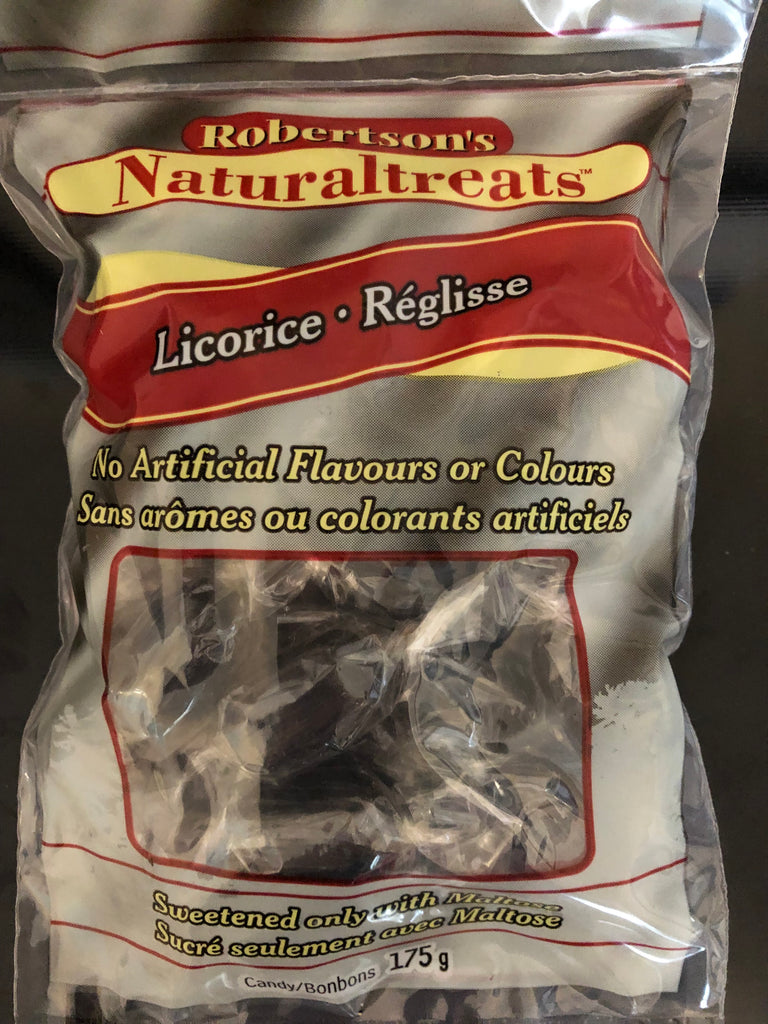 Robertson's
Naturaltreats™
Licorice • Réglisse
No Artificial Flavours or Colours
Sans arômes ou colorants artificiels
Sweetened only with Maltose
Sucré seulement avec Maltose
Candy/Bonbons 175 g